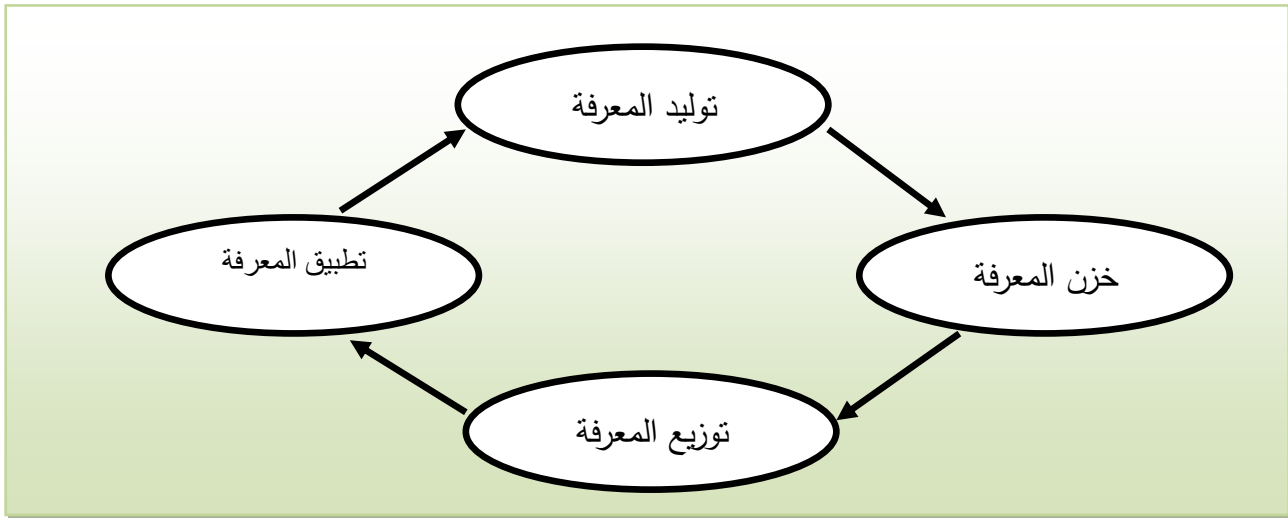 توليد المعرفة
خزن المعرفة
توزيع المعرفة
تطبيق المعرفة